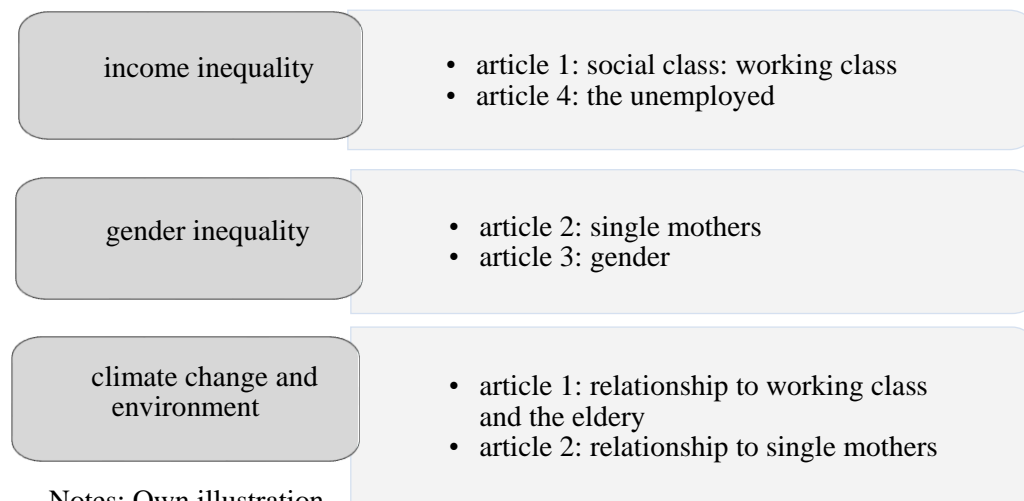 income inequality
• article 1: social class: working class
• article 4: the unemployed
gender inequality
• article 2: single mothers
• article 3: gender
climate change and
environment
• article 1: relationship to working class
and the eldery
• article 2: relationship to single mothers
Notes: Own illustration